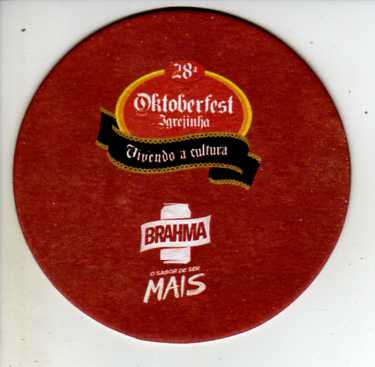 28ª
Oktoberfest
Igrejinha
Vivendo a cultura
BRAHMA
O SABOR DE SER
MAIS